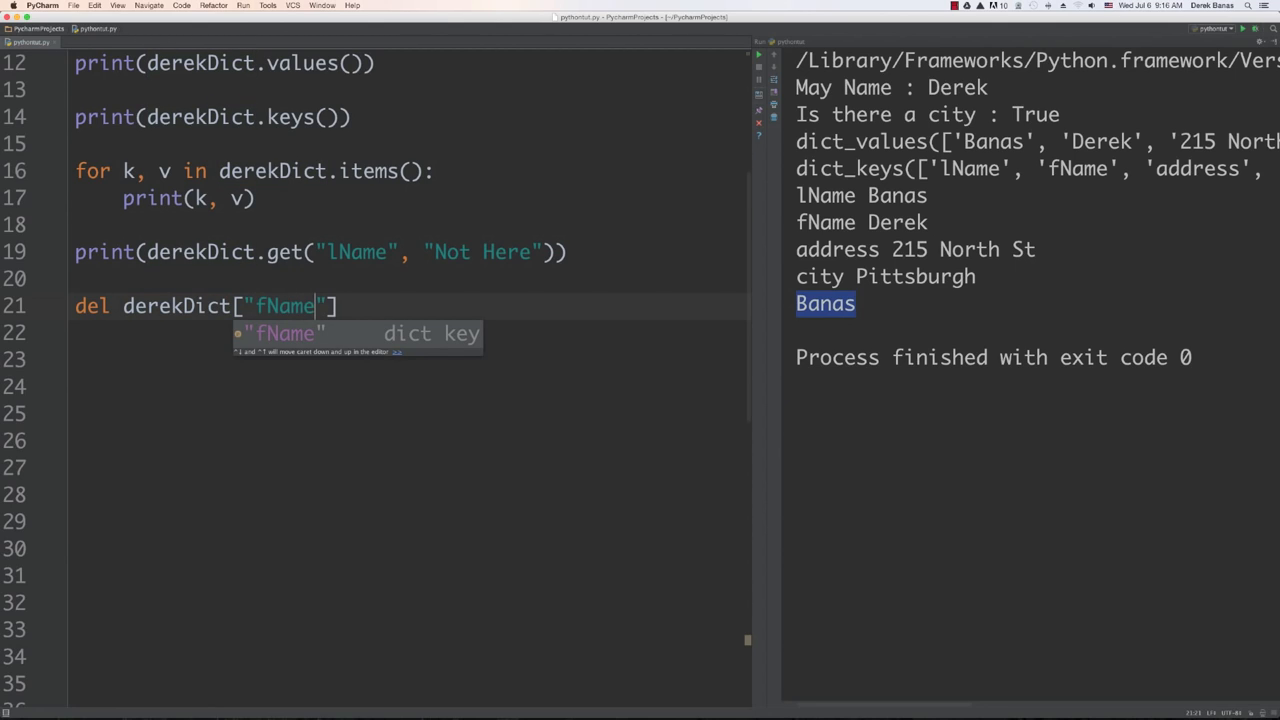 PyCharm File Edit View Navigate Code Refactor Run Tools VCS Window Help
10 Wed Jul 6 9:16 AM Derek Banas
pythontut.py - PycharmProjects - [~/PycharmProjects]
PycharmProjects pythontut.py
pythontut
pythontut.py
Run pythontut
12 print(derekDict.values())
13
14 print(derekDict.keys())
15
16 for k, v in derekDict.items():
17 print(k, v)
18
19 print(derekDict.get("lName", "Not Here"))
20
21 del derekDict["fName"]
22
"fName" dict key
^↓ and ^↑ will move caret down and up in the editor >>
23
24
25
26
27
28
29
30
31
32
33
34
35
/Library/Frameworks/Python.framework/Vers
May Name : Derek
Is there a city : True
dict_values(['Banas', 'Derek', '215 North
dict_keys(['lName', 'fName', 'address',
lName Banas
fName Derek
address 215 North St
city Pittsburgh
Banas
Process finished with exit code 0
21:21 LF÷ UTF-8÷